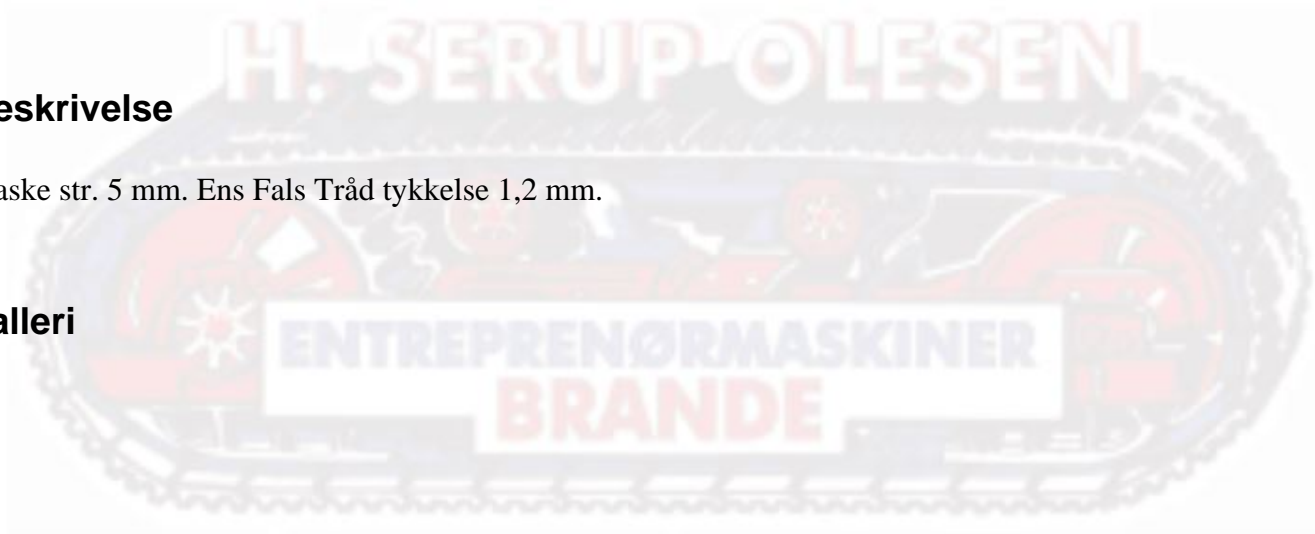 H. SERUP OLESEN
eskrivelse
aske str. 5 mm. Ens Fals Tråd tykkelse 1,2 mm.
alleri
ENTREPRENØRMASKINER
BRANDE